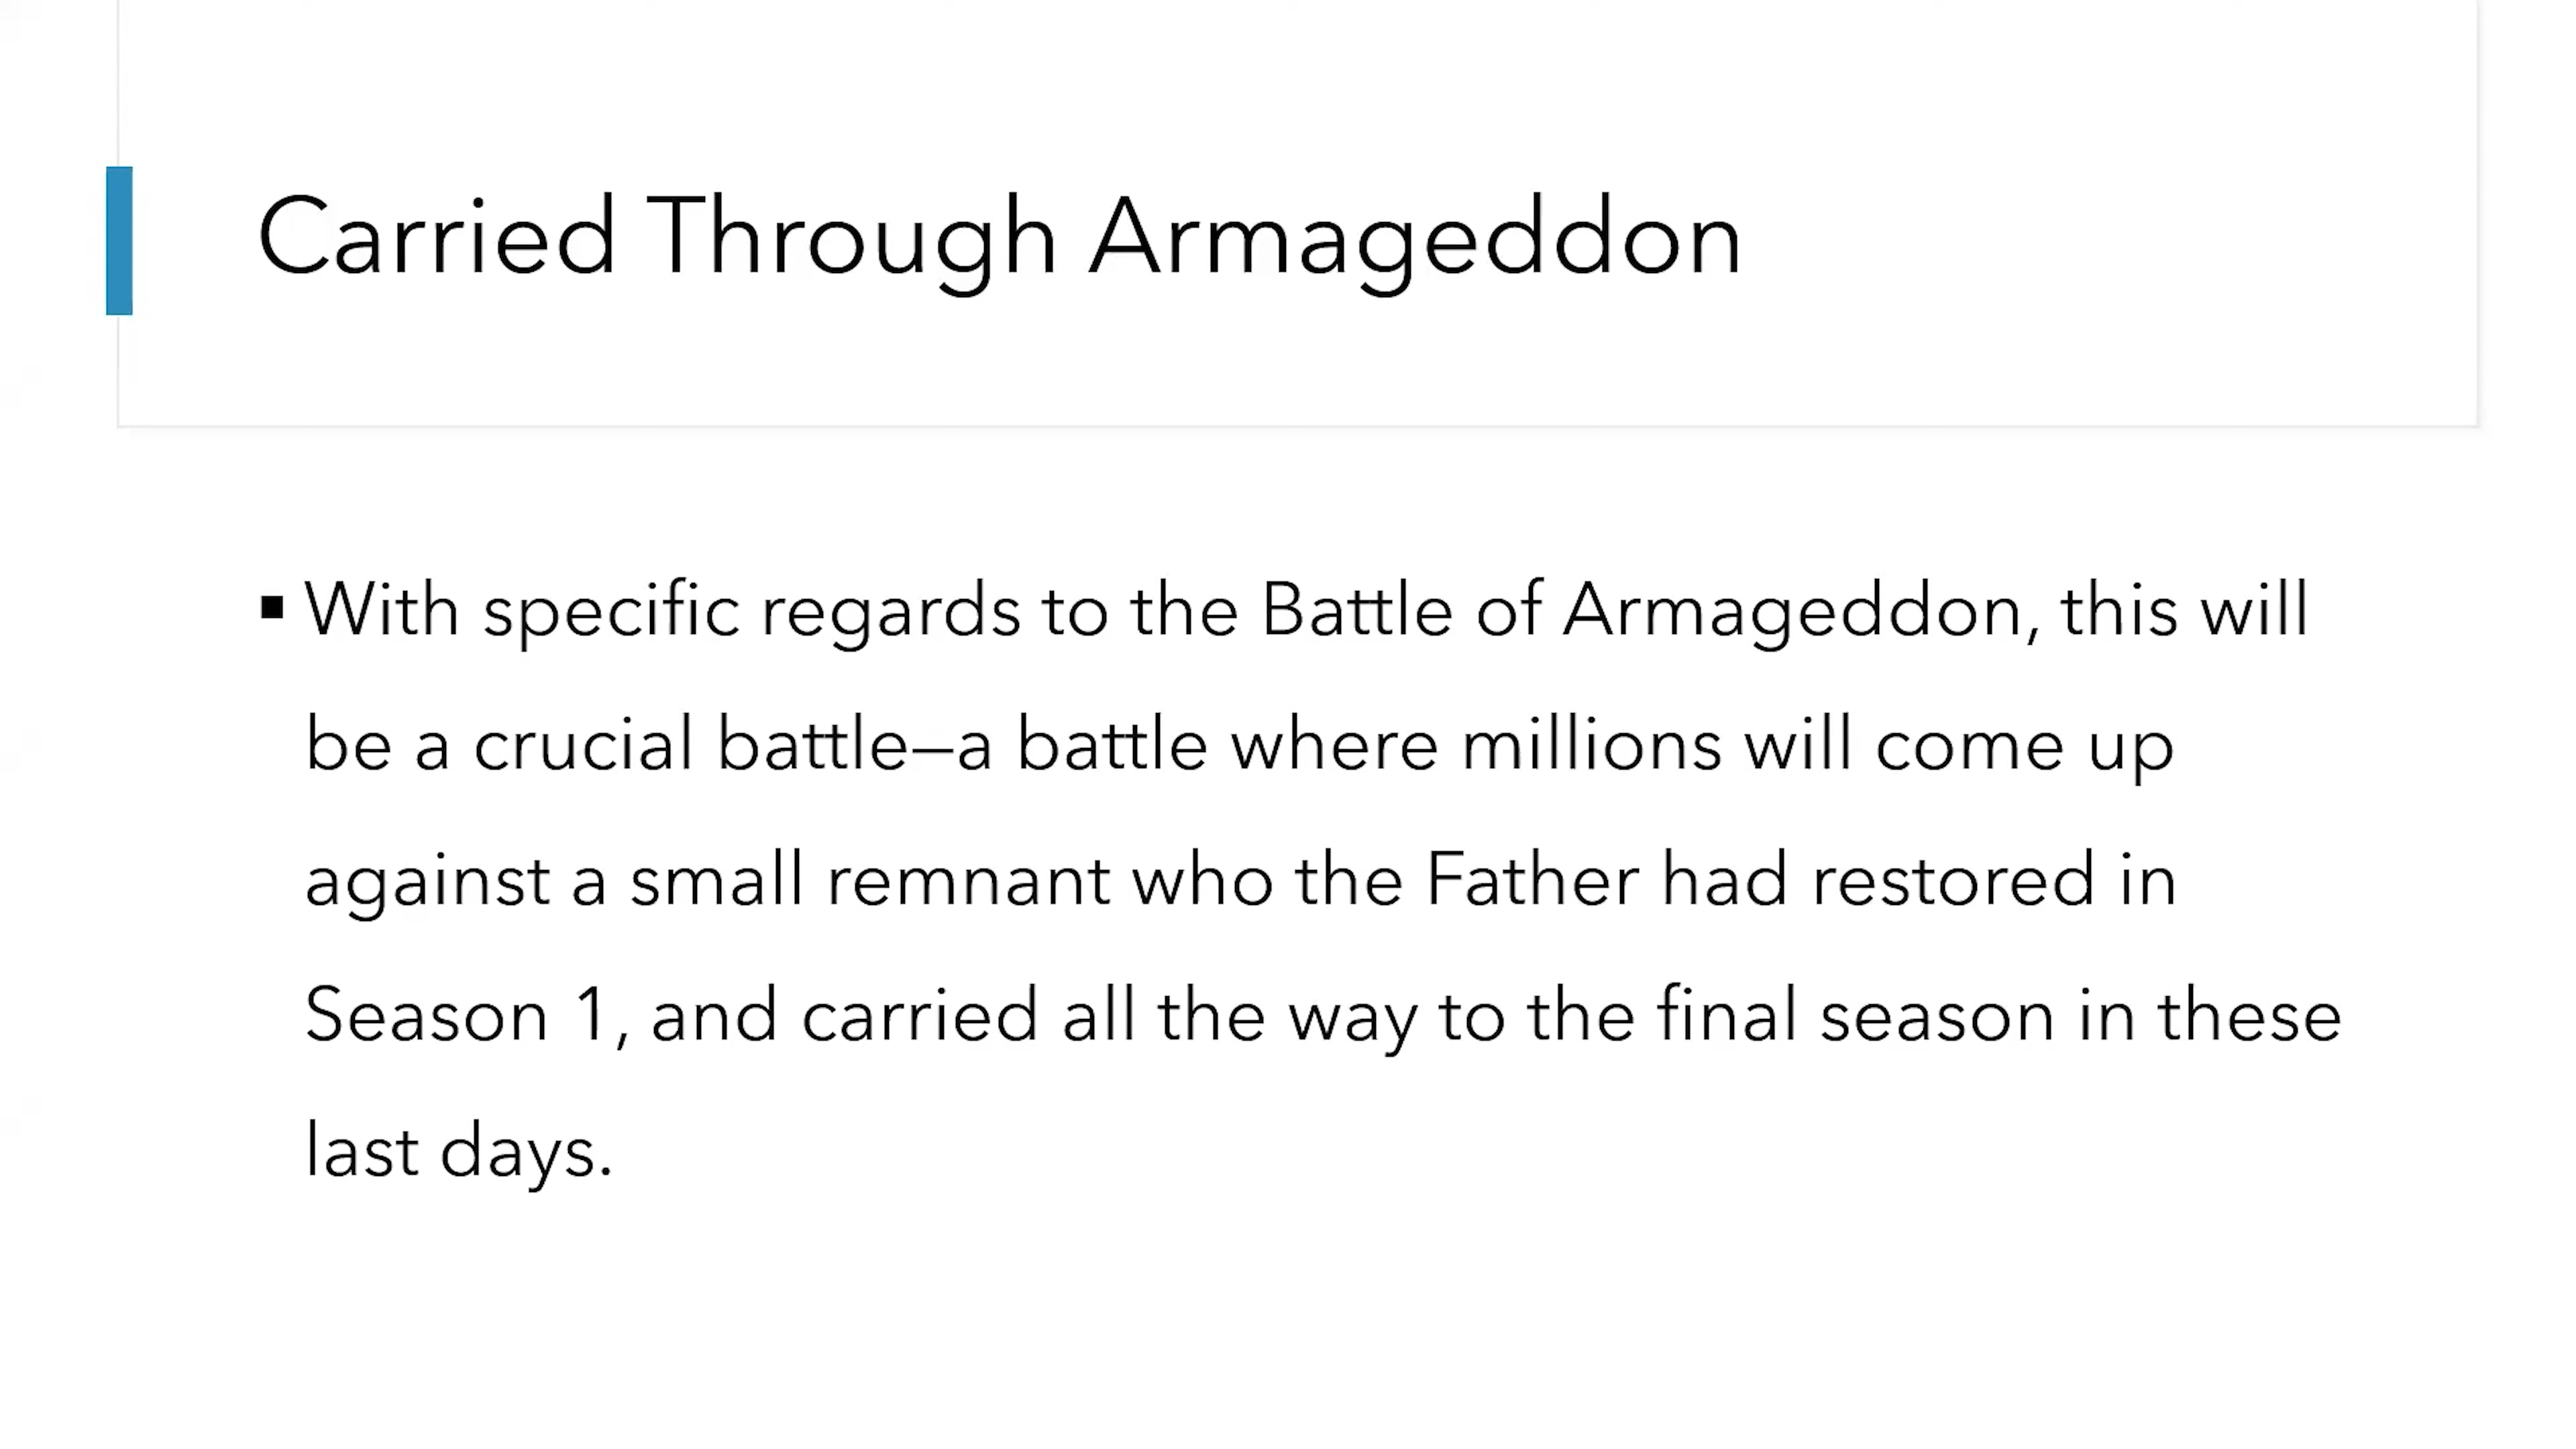 Carried Through Armageddon
▪ With specific regards to the Battle of Armageddon, this will
be a crucial battle—a battle where millions will come up
against a small remnant who the Father had restored in
Season 1, and carried all the way to the final season in these
last days.